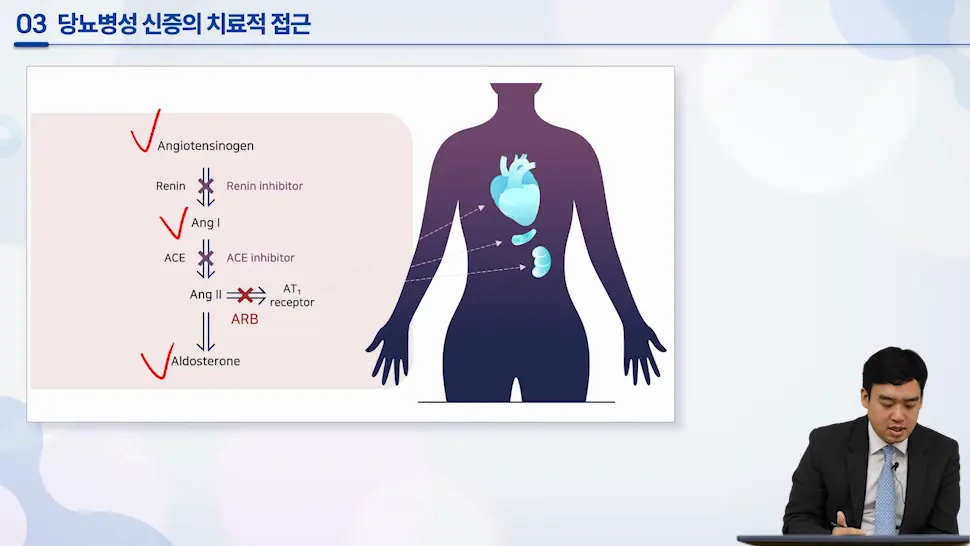 03 당뇨병성 신증의 치료적 접근
Angiotensinogen
Renin
Renin inhibitor
Ang I
ACE
ACE inhibitor
Ang II
AT1
receptor
ARB
Aldosterone